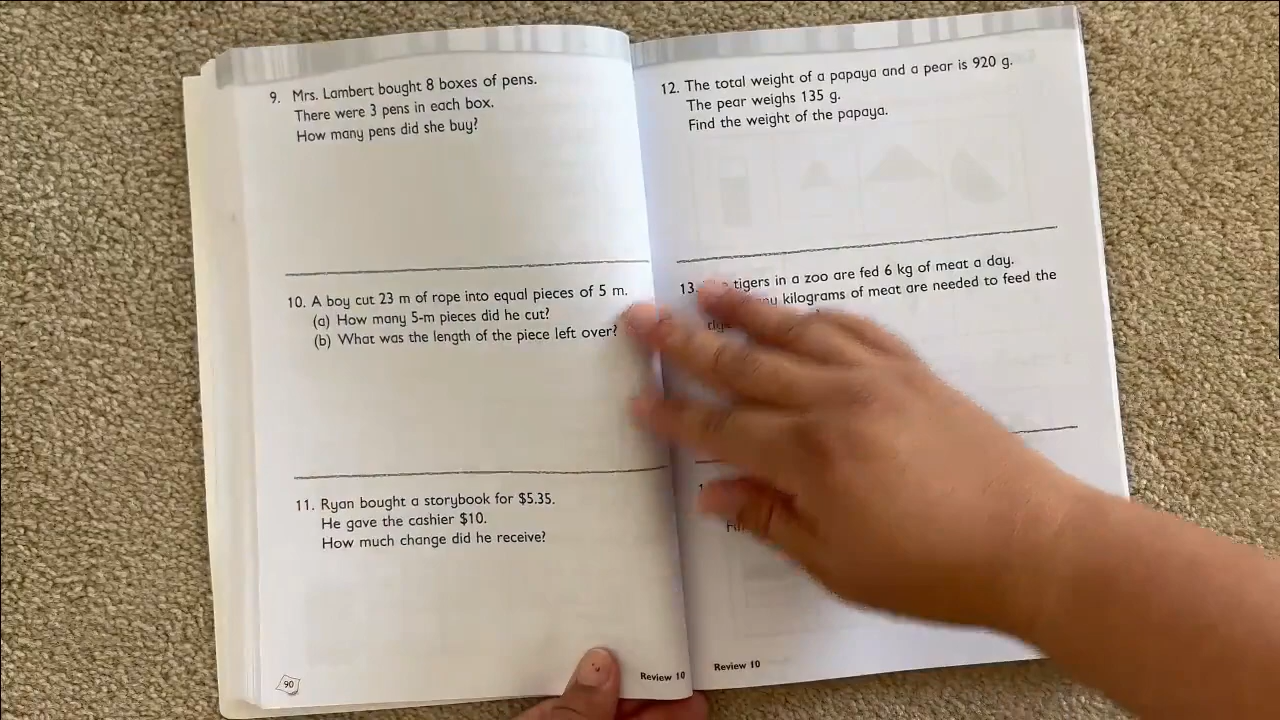 9. Mrs. Lambert bought 8 boxes of pens.
There were 3 pens in each box.
How many pens did she buy?
10. A boy cut 23 m of rope into equal pieces of 5 m.
(a) How many 5-m pieces did he cut?
(b) What was the length of the piece left over?
11. Ryan bought a storybook for $5.35.
He gave the cashier $10.
How much change did he receive?
90
Review 10
12. The total weight of a papaya and a pear is 920 g.
The pear weighs 135 g.
Find the weight of the papaya.
13. tigers in a zoo are fed 6 kg of meat a day.
kilograms of meat are needed to feed the
Review 10